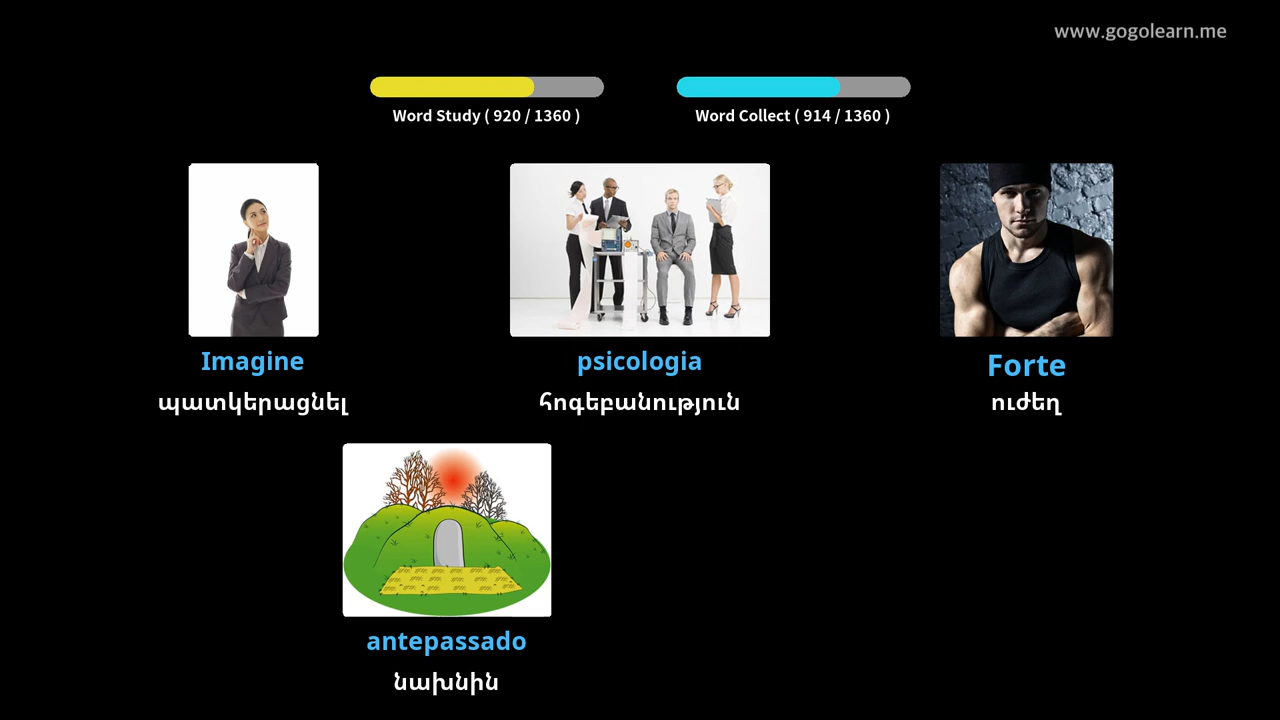 www.gogolearn.me
Word Study ( 920 / 1360 )
Word Collect ( 914 / 1360 )
Imagine
պատկերացնել
psicologia
հոգեբանություն
Forte
ուժեղ
antepassado
նախնին